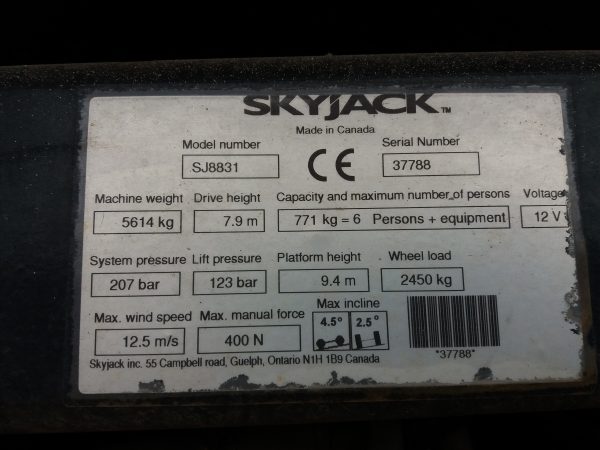 SKYJACK™
Made in Canada
Model number Serial Number
SJ8831 CE 37788
Machine weight Drive height Capacity and maximum number of persons Voltage
5614 kg 7.9 m 771 kg = 6 Persons + equipment 12 V
System pressure Lift pressure Platform height Wheel load
207 bar 123 bar 9.4 m 2450 kg
Max. wind speed Max. manual force Max incline
12.5 m/s 400 N 4.5° 2.5°
*37788*
Skyjack inc. 55 Campbell road, Guelph, Ontario N1H 1B9 Canada